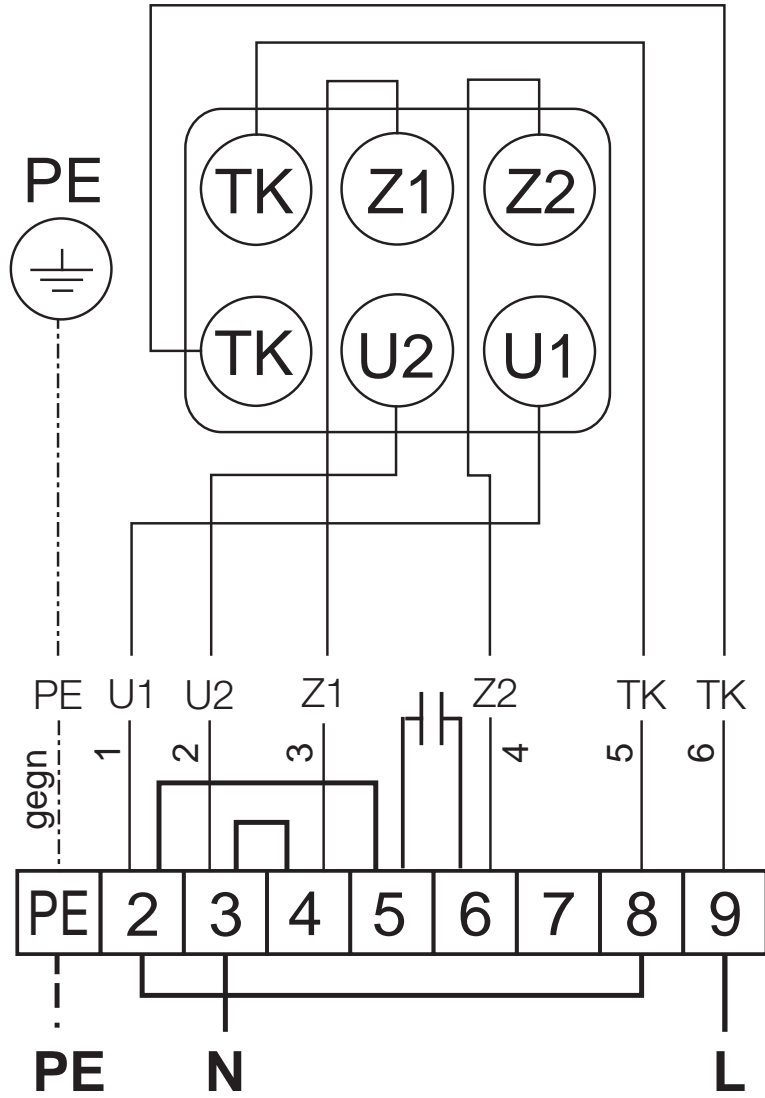 PE
TK Z1 Z2
TK U2 U1
PE U1 U2 Z1 Z2 TK TK
gegn 1 2 3 4 5 6
PE 2 3 4 5 6 7 8 9
PE N L